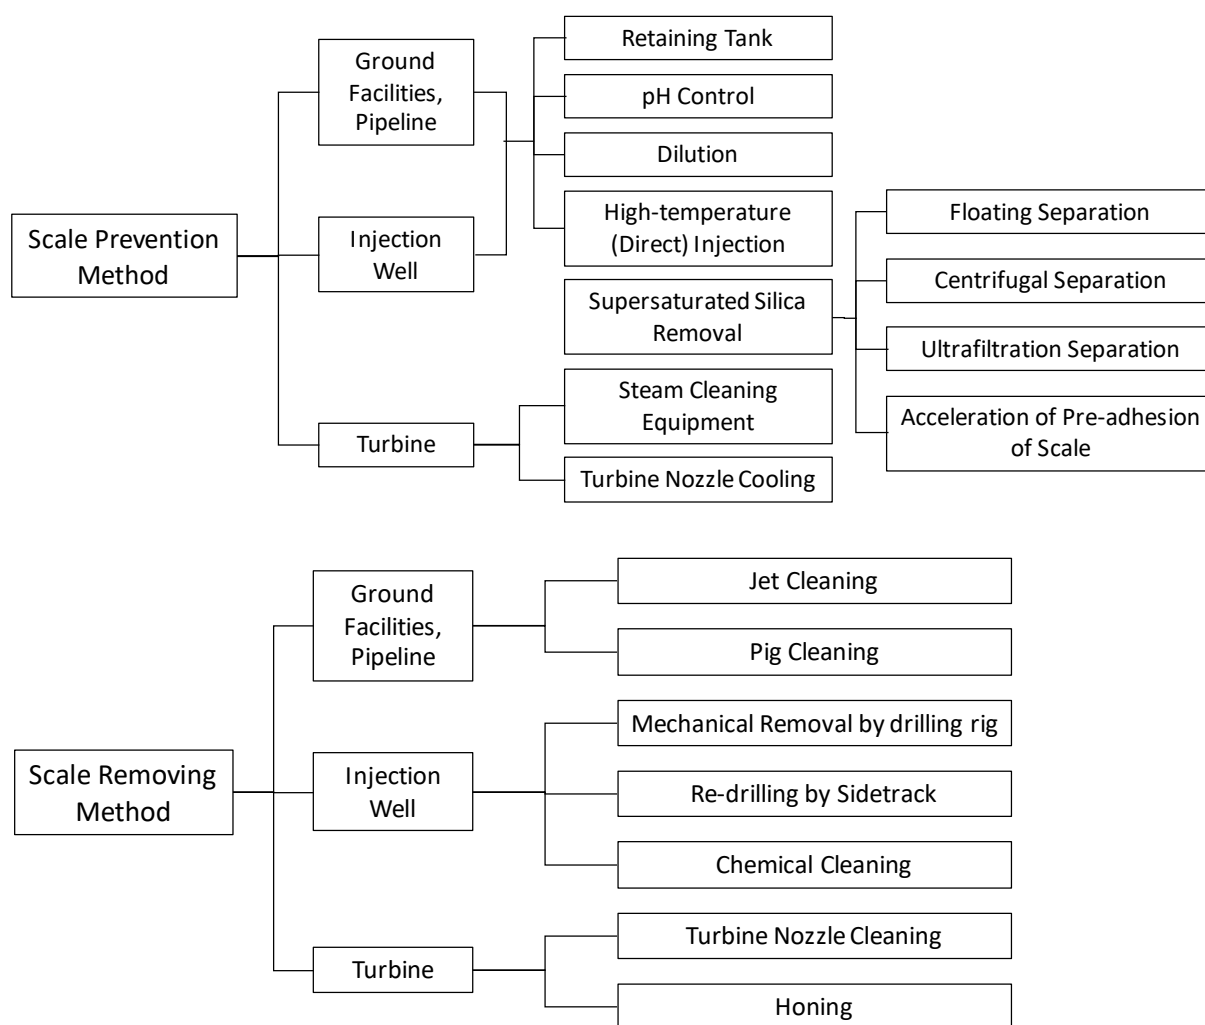 Scale Prevention
Method
Ground
Facilities,
Pipeline
Injection
Well
Turbine
Retaining Tank
pH Control
Dilution
High-temperature
(Direct) Injection
Supersaturated Silica
Removal
Steam Cleaning
Equipment
Turbine Nozzle Cooling
Floating Separation
Centrifugal Separation
Ultrafiltration Separation
Acceleration of Pre-adhesion
of Scale
Scale Removing
Method
Ground
Facilities,
Pipeline
Injection
Well
Turbine
Jet Cleaning
Pig Cleaning
Mechanical Removal by drilling rig
Re-drilling by Sidetrack
Chemical Cleaning
Turbine Nozzle Cleaning
Honing